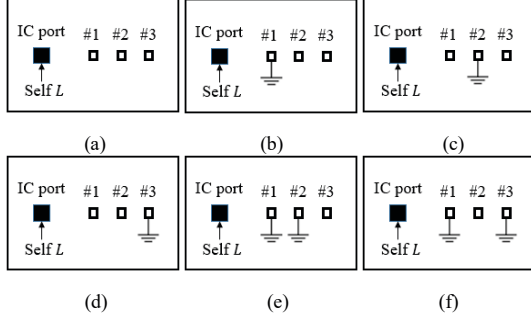 IC port #1 #2 #3
Self L
(a)
IC port #1 #2 #3
Self L
(b)
IC port #1 #2 #3
Self L
(c)
IC port #1 #2 #3
Self L
(d)
IC port #1 #2 #3
Self L
(e)
IC port #1 #2 #3
Self L
(f)